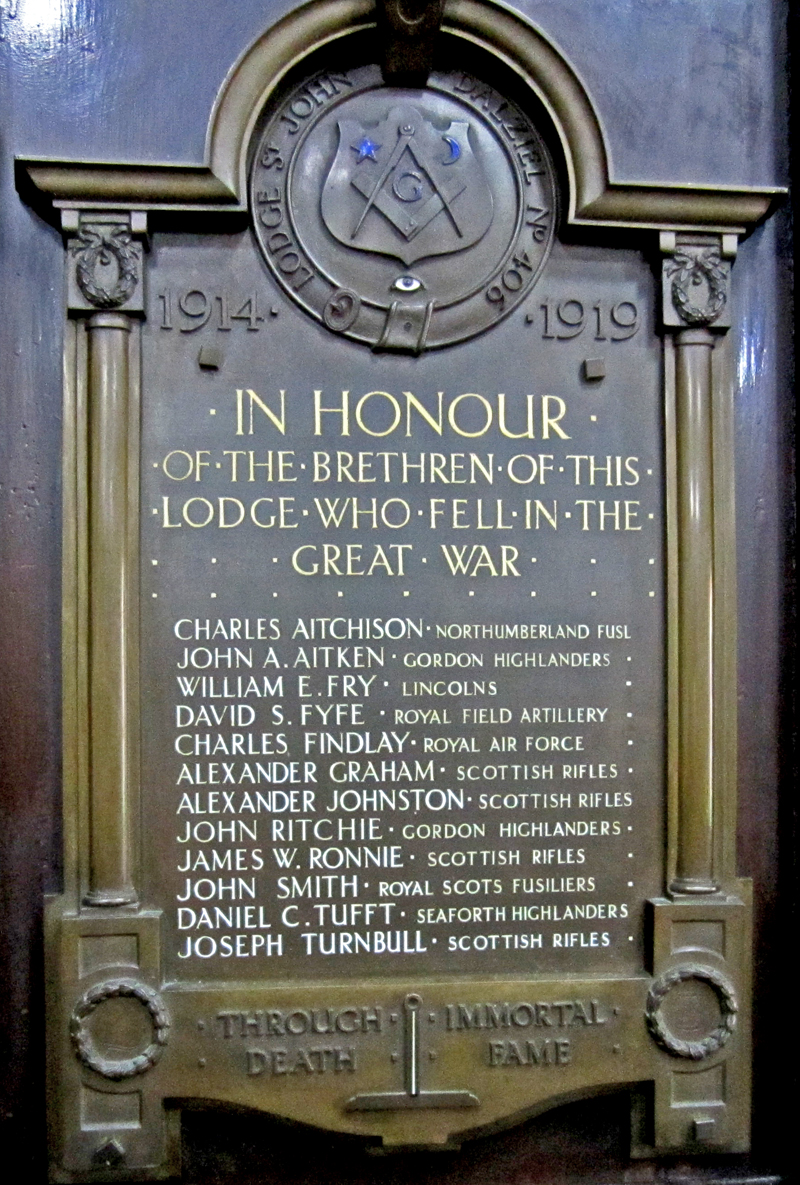 LODGE ST JOHN DALZIEL Nº 406
G
1914 · · 1919
· IN HONOUR ·
· OF · THE · BRETHREN · OF · THIS ·
· LODGE · WHO · FELL · IN · THE ·
GREAT · WAR
CHARLES AITCHISON · NORTHUMBERLAND FUSL
JOHN A. AITKEN · GORDON HIGHLANDERS ·
WILLIAM E. FRY · LINCOLNS ·
DAVID S. FYFE · ROYAL FIELD ARTILLERY ·
CHARLES FINDLAY · ROYAL AIR FORCE ·
ALEXANDER GRAHAM · SCOTTISH RIFLES ·
ALEXANDER JOHNSTON · SCOTTISH RIFLES
JOHN RITCHIE · GORDON HIGHLANDERS ·
JAMES W. RONNIE · SCOTTISH RIFLES ·
JOHN SMITH · ROYAL SCOTS FUSILIERS ·
DANIEL C. TUFFT · SEAFORTH HIGHLANDERS
JOSEPH TURNBULL · SCOTTISH RIFLES ·
· THROUGH · · IMMORTAL ·
· DEATH · · FAME ·